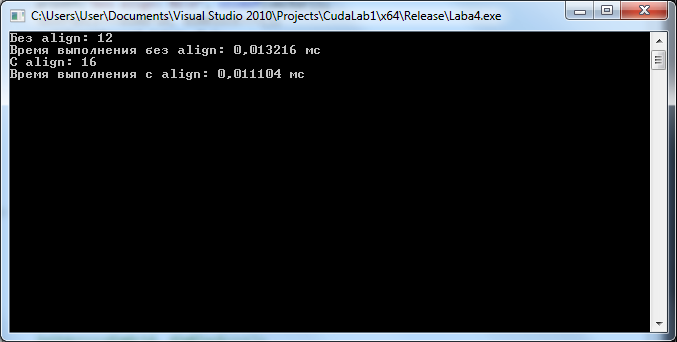 C:\Users\User\Documents\Visual Studio 2010\Projects\CudaLab1\x64\Release\Laba4.exe
Без align: 12
Время выполнения без align: 0,013216 мс
С align: 16
Время выполнения с align: 0,011104 мс